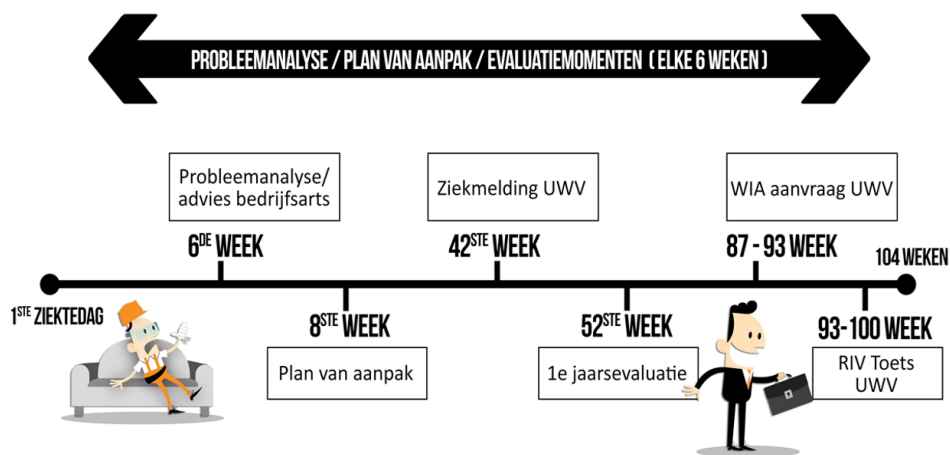 PROBLEEMANALYSE / PLAN VAN AANPAK / EVALUATIEMOMENTEN ( ELKE 6 WEKEN )
Probleemanalyse/
advies bedrijfsarts
Ziekmelding UWV
WIA aanvraag UWV
6DE WEEK
42STE WEEK
87 - 93 WEEK
104 WEKEN
1STE ZIEKTEDAG
8STE WEEK
52STE WEEK
93-100 WEEK
Plan van aanpak
1e jaarsevaluatie
RIV Toets
UWV